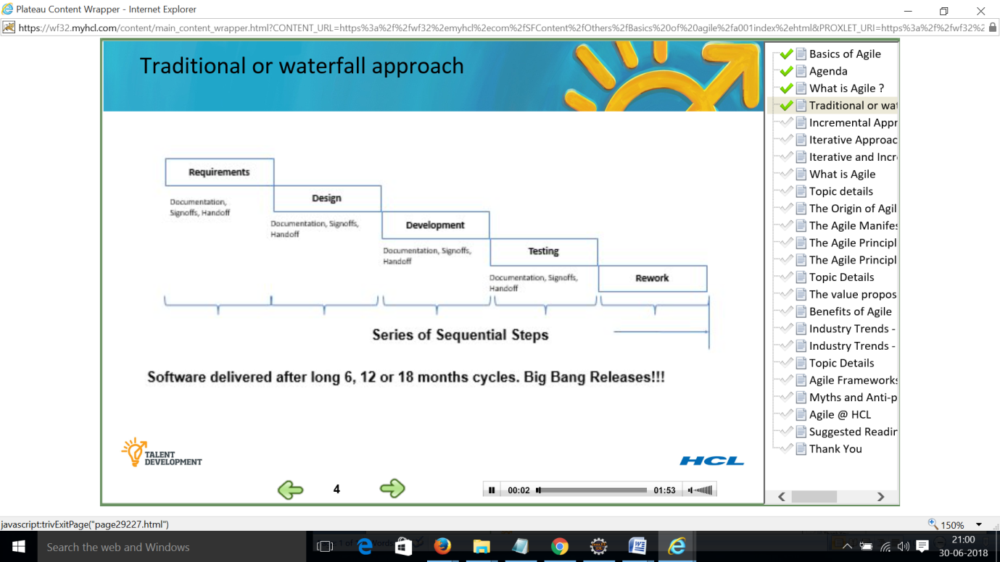 Plateau Content Wrapper - Internet Explorer
https://wf32.myhcl.com/content/main_content_wrapper.html?CONTENT_URL=https%3a%2f%2fwf32%2emyhcl%2ecom%2fSFContent%2fOthers%2fBasics%20of%20agile%2fa001index%2ehtml&PROXLET_URI=https%3a%2f%2fwf32%2
Traditional or waterfall approach
Requirements
Documentation,
Signoffs, Handoff
Design
Documentation, Signoffs,
Handoff
Development
Documentation, Signoffs,
Handoff
Testing
Documentation, Signoffs,
Handoff
Rework
Series of Sequential Steps
Software delivered after long 6, 12 or 18 months cycles. Big Bang Releases!!!
TALENT
DEVELOPMENT
HCL
4
00:02
01:53
Basics of Agile
Agenda
What is Agile ?
Traditional or wat
Incremental Appr
Iterative Approac
Iterative and Incr
What is Agile
Topic details
The Origin of Agil
The Agile Manifes
The Agile Principl
The Agile Principl
Topic Details
The value propos
Benefits of Agile
Industry Trends -
Industry Trends -
Topic Details
Agile Frameworks
Myths and Anti-p
Agile @ HCL
Suggested Readin
Thank You
javascript:trivExitPage("page29227.html")
150%
Search the web and Windows
21:00
30-06-2018